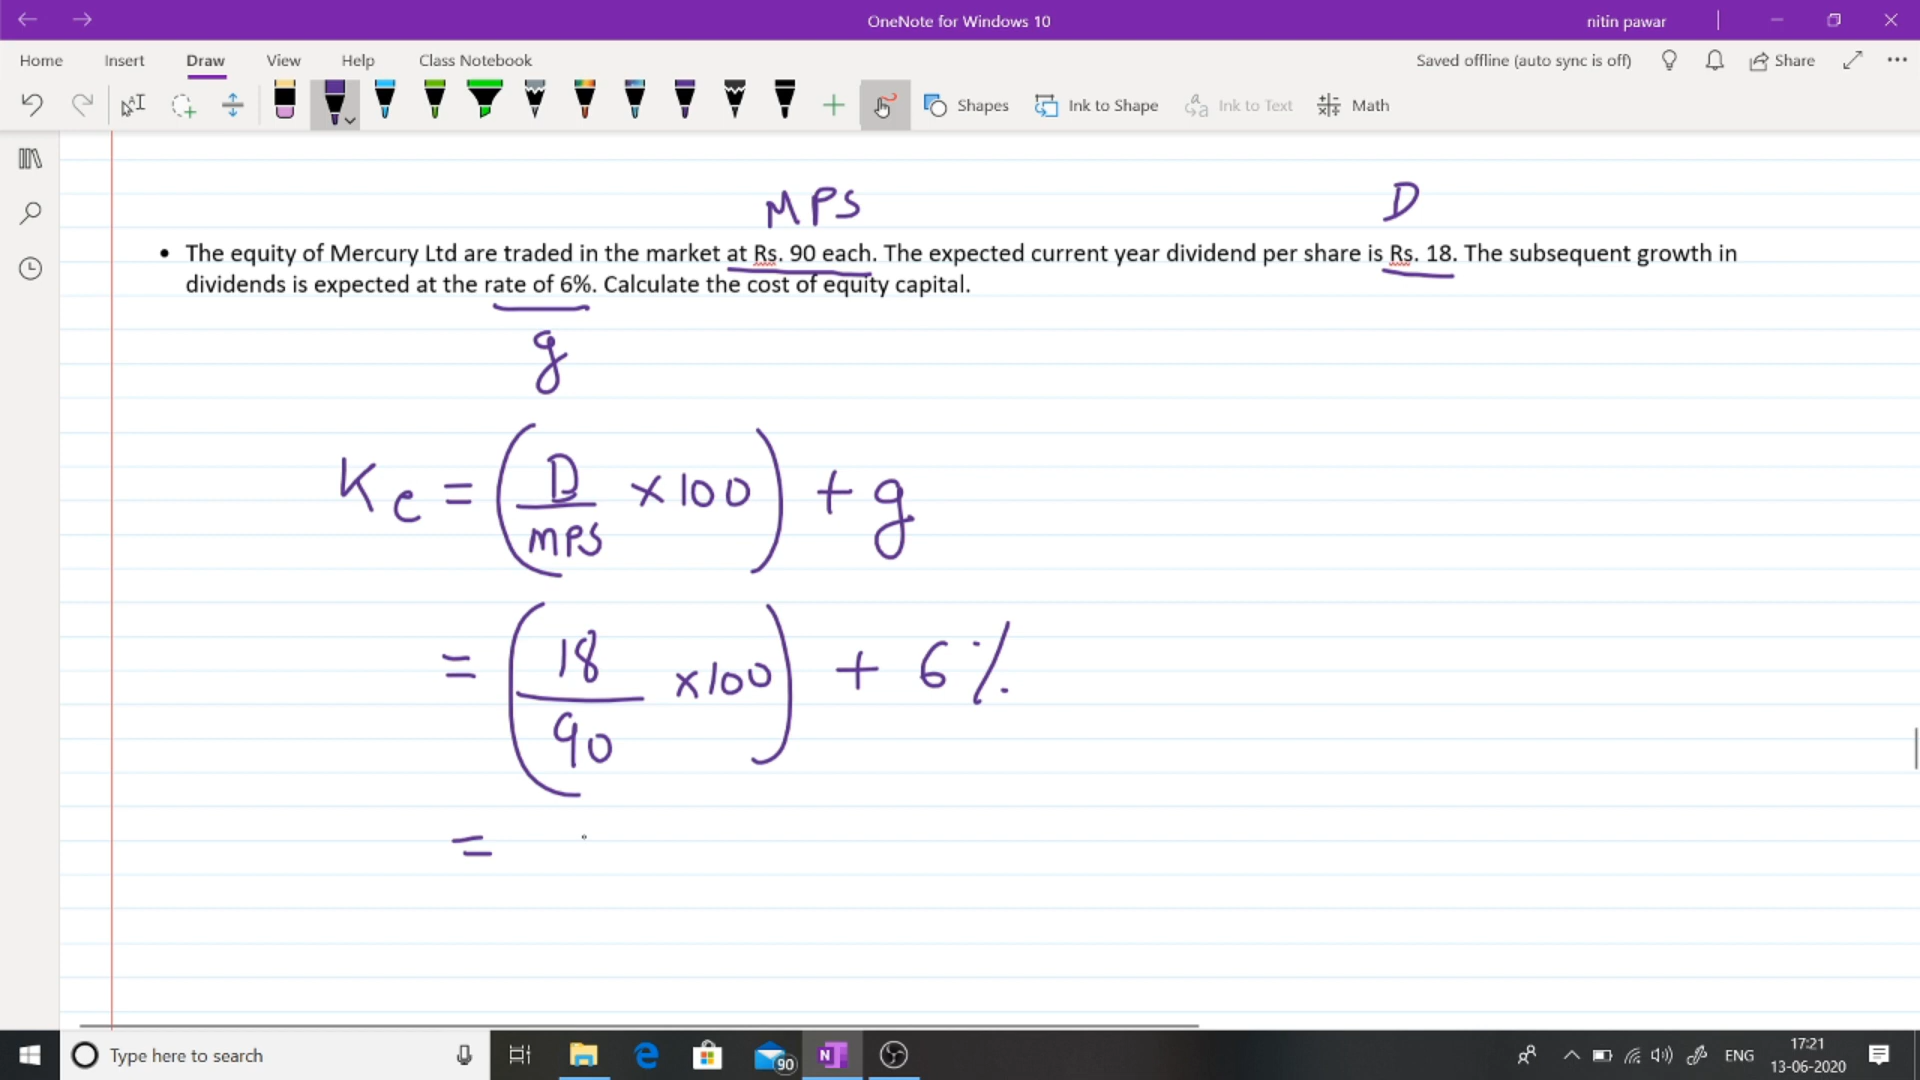 OneNote for Windows 10
nitin pawar
Home Insert Draw View Help Class Notebook
Saved offline (auto sync is off) Share
Shapes Ink to Shape Ink to Text Math
MPS D
• The equity of Mercury Ltd are traded in the market at Rs. 90 each. The expected current year dividend per share is Rs. 18. The subsequent growth in
dividends is expected at the rate of 6%. Calculate the cost of equity capital.
g
Ke = (D/MPS ×100) + g
= (18/90 ×100) + 6%
=
Type here to search
90
ENG
17:21
13-06-2020